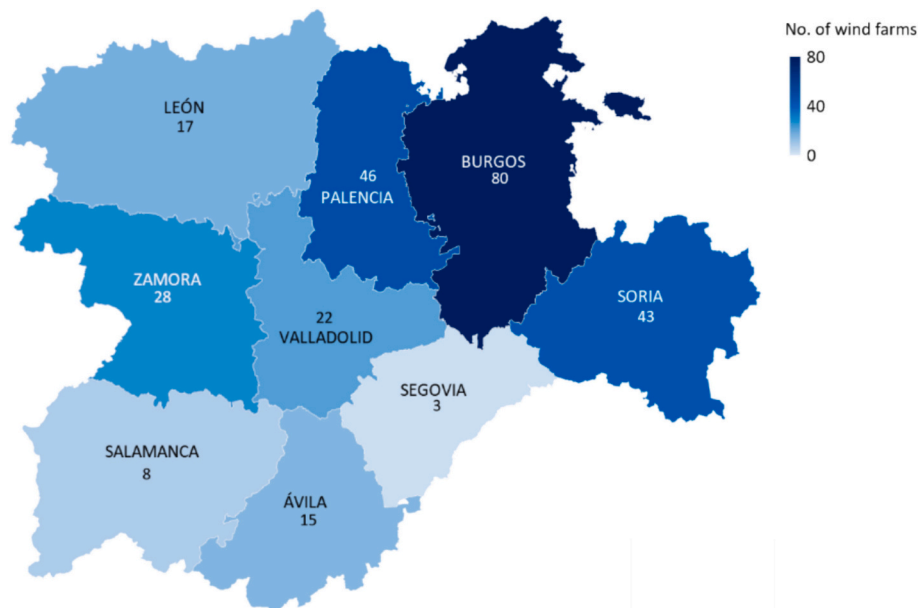 No. of wind farms
80
40
0
LEÓN
17
46
PALENCIA
BURGOS
80
ZAMORA
28
22
VALLADOLID
SORIA
43
SEGOVIA
3
SALAMANCA
8
ÁVILA
15